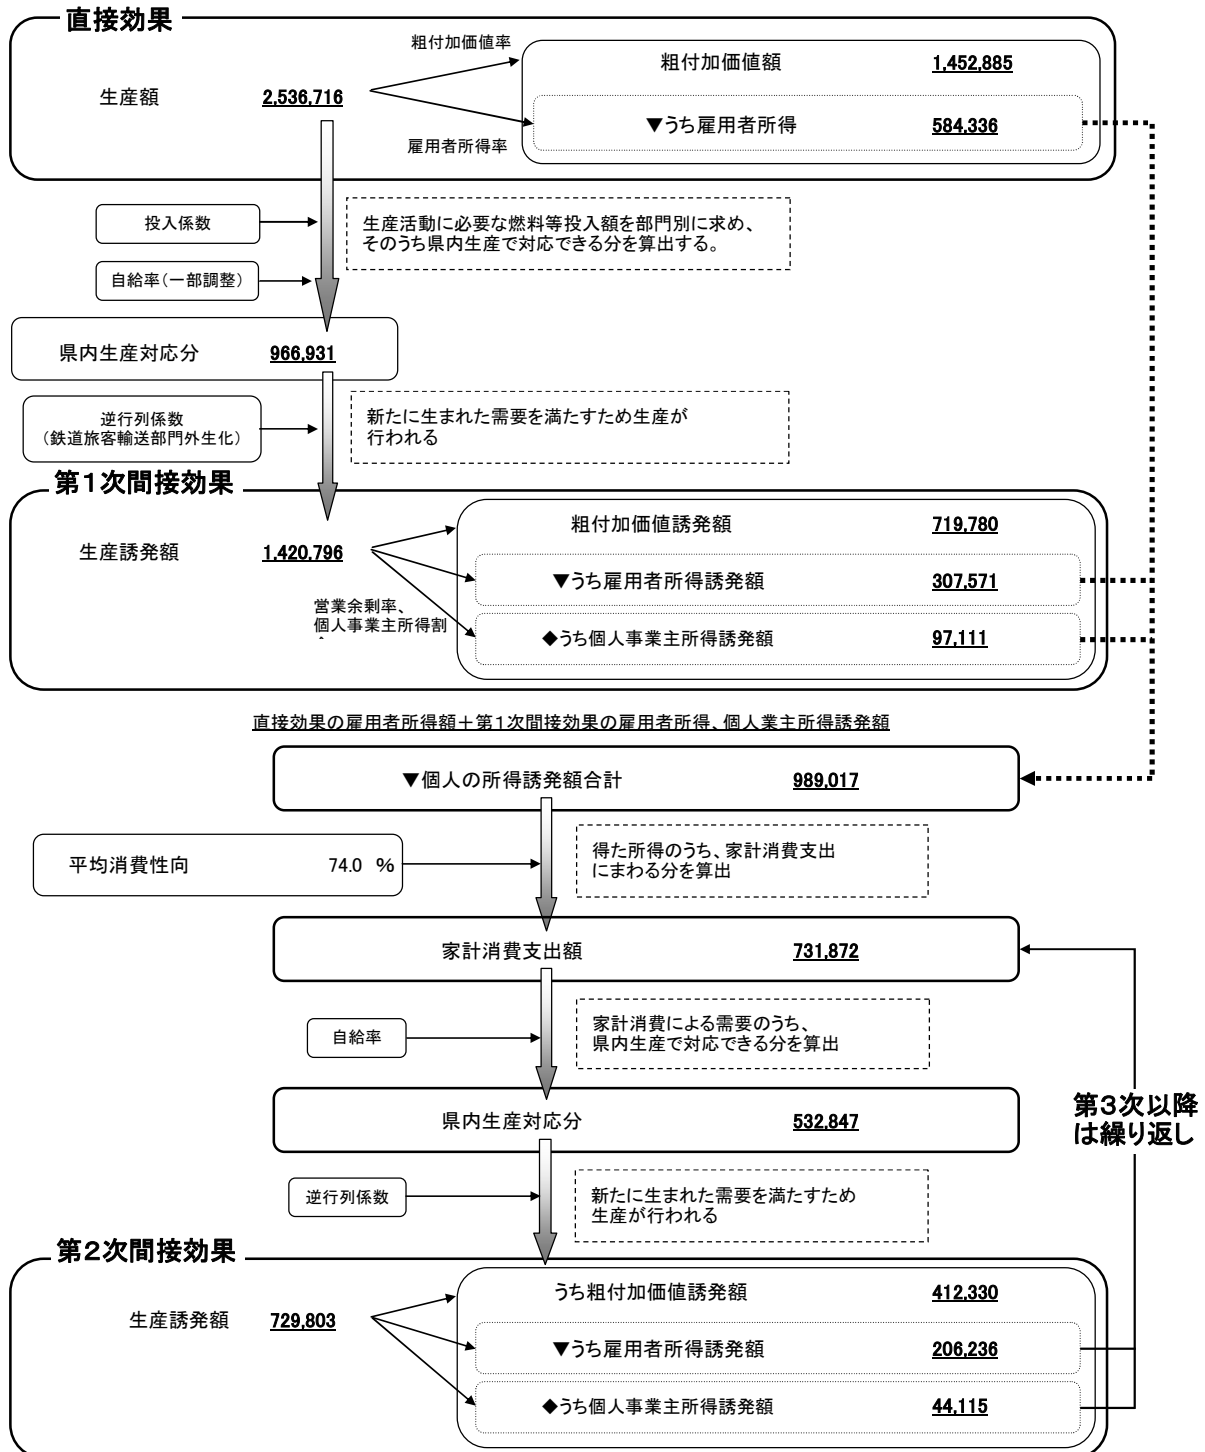 直接効果
粗付加価値率
粗付加価値額 1,452,885
生産額 2,536,716
▼うち雇用者所得 584,336
雇用者所得率
投入係数
生産活動に必要な燃料等投入額を部門別に求め、
そのうち県内生産で対応できる分を算出する。
自給率(一部調整)
県内生産対応分 966,931
逆行列係数
(鉄道旅客輸送部門外生化)
新たに生まれた需要を満たすため生産が
行われる
第1次間接効果
粗付加価値誘発額 719,780
生産誘発額 1,420,796
▼うち雇用者所得誘発額 307,571
営業余剰率、
個人事業主所得割
◆うち個人事業主所得誘発額 97,111
直接効果の雇用者所得額+第1次間接効果の雇用者所得、個人業主所得誘発額
▼個人の所得誘発額合計 989,017
平均消費性向 74.0 %
得た所得のうち、家計消費支出
にまわる分を算出
家計消費支出額 731,872
自給率
家計消費による需要のうち、
県内生産で対応できる分を算出
県内生産対応分 532,847
第3次以降
は繰り返し
逆行列係数
新たに生まれた需要を満たすため
生産が行われる
第2次間接効果
うち粗付加価値誘発額 412,330
生産誘発額 729,803
▼うち雇用者所得誘発額 206,236
◆うち個人事業主所得誘発額 44,115